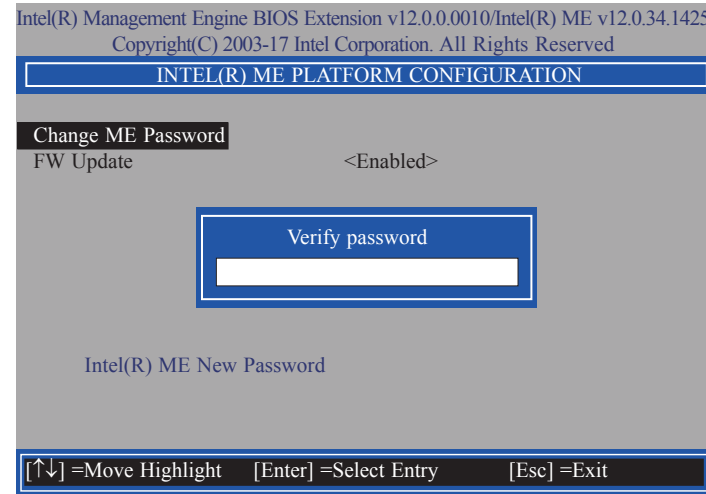 Intel(R) Management Engine BIOS Extension v12.0.0.0010/Intel(R) ME v12.0.34.1425
Copyright(C) 2003-17 Intel Corporation. All Rights Reserved
INTEL(R) ME PLATFORM CONFIGURATION
Change ME Password
FW Update <Enabled>
Verify password
Intel(R) ME New Password
[↑↓] =Move Highlight [Enter] =Select Entry [Esc] =Exit